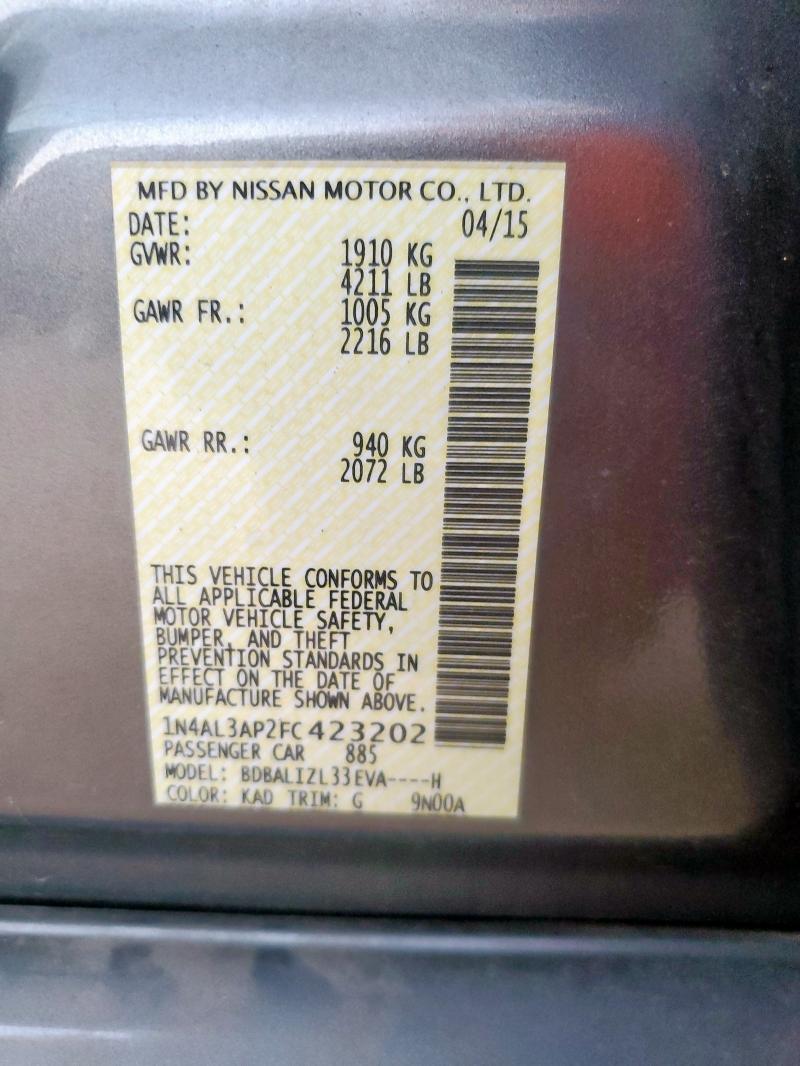 MFD BY NISSAN MOTOR CO., LTD.
DATE: 04/15
GVWR: 1910 KG
4211 LB
GAWR FR.: 1005 KG
2216 LB
GAWR RR.: 940 KG
2072 LB
THIS VEHICLE CONFORMS TO
ALL APPLICABLE FEDERAL
MOTOR VEHICLE SAFETY,
BUMPER, AND THEFT
PREVENTION STANDARDS IN
EFFECT ON THE DATE OF
MANUFACTURE SHOWN ABOVE.
1N4AL3AP2FC423202
PASSENGER CAR 885
MODEL: BDBALIZL33EVA----H
COLOR: KAD TRIM: G 9N00A